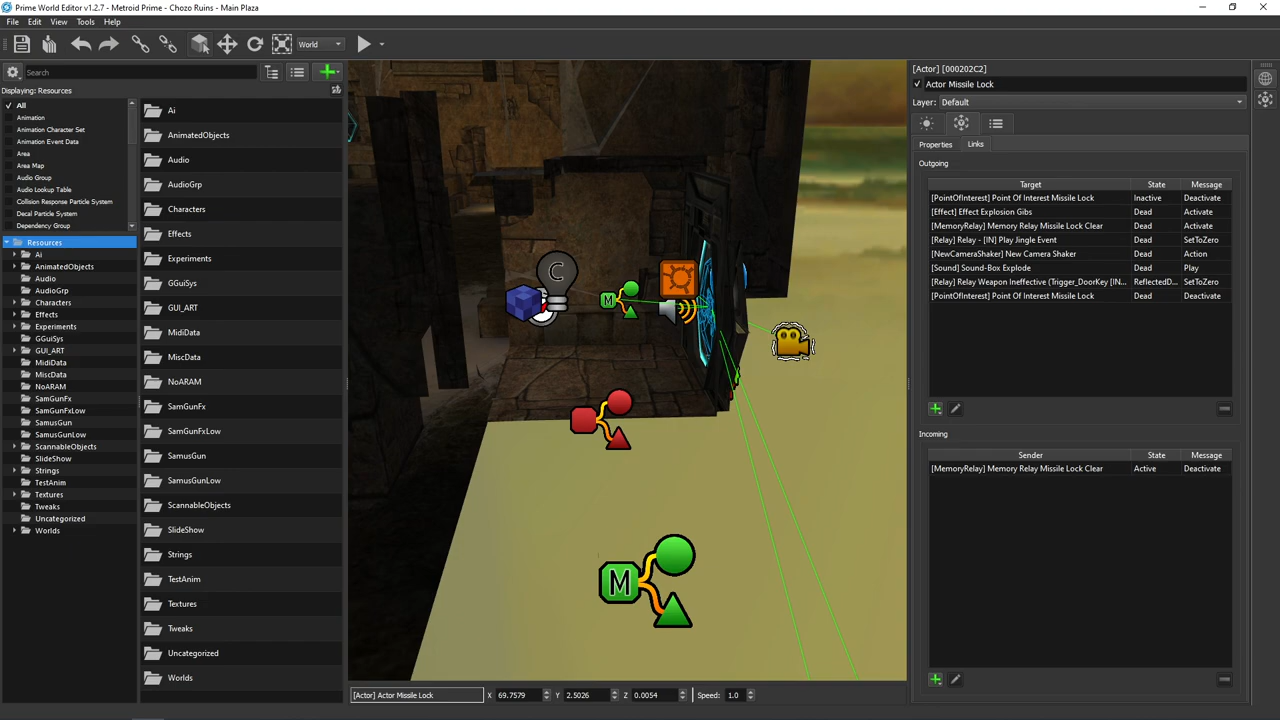 Prime World Editor v1.2.7 - Metroid Prime - Chozo Ruins - Main Plaza
File Edit View Tools Help
World
Search
Displaying: Resources
All
Animation
Animation Character Set
Animation Event Data
Area
Area Map
Audio Group
Audio Lookup Table
Collision Response Particle System
Decal Particle System
Dependency Group
Resources
Ai
AnimatedObjects
Audio
AudioGrp
Characters
Effects
Experiments
GGuiSys
GUI_ART
MidiData
MiscData
NoARAM
SamGunFx
SamGunFxLow
SamusGun
SamusGunLow
ScannableObjects
SlideShow
Strings
TestAnim
Textures
Tweaks
Uncategorized
Worlds
Ai
AnimatedObjects
Audio
AudioGrp
Characters
Effects
Experiments
GGuiSys
GUI_ART
MidiData
MiscData
NoARAM
SamGunFx
SamGunFxLow
SamusGun
SamusGunLow
ScannableObjects
SlideShow
Strings
TestAnim
Textures
Tweaks
Uncategorized
Worlds
C
M
M
[Actor] Actor Missile Lock X 69.7579 Y 2.5026 Z 0.0054 Speed: 1.0
[Actor] [000202C2]
Actor Missile Lock
Layer: Default
Properties Links
Outgoing
Target State Message
[PointOfInterest] Point Of Interest Missile Lock Inactive Deactivate
[Effect] Effect Explosion Gibs Dead Activate
[MemoryRelay] Memory Relay Missile Lock Clear Dead Activate
[Relay] Relay - [IN] Play Jingle Event Dead SetToZero
[NewCameraShaker] New Camera Shaker Dead Action
[Sound] Sound-Box Explode Dead Play
[Relay] Relay Weapon Ineffective (Trigger_DoorKey [IN... ReflectedD... SetToZero
[PointOfInterest] Point Of Interest Missile Lock Dead Deactivate
Incoming
Sender State Message
[MemoryRelay] Memory Relay Missile Lock Clear Active Deactivate